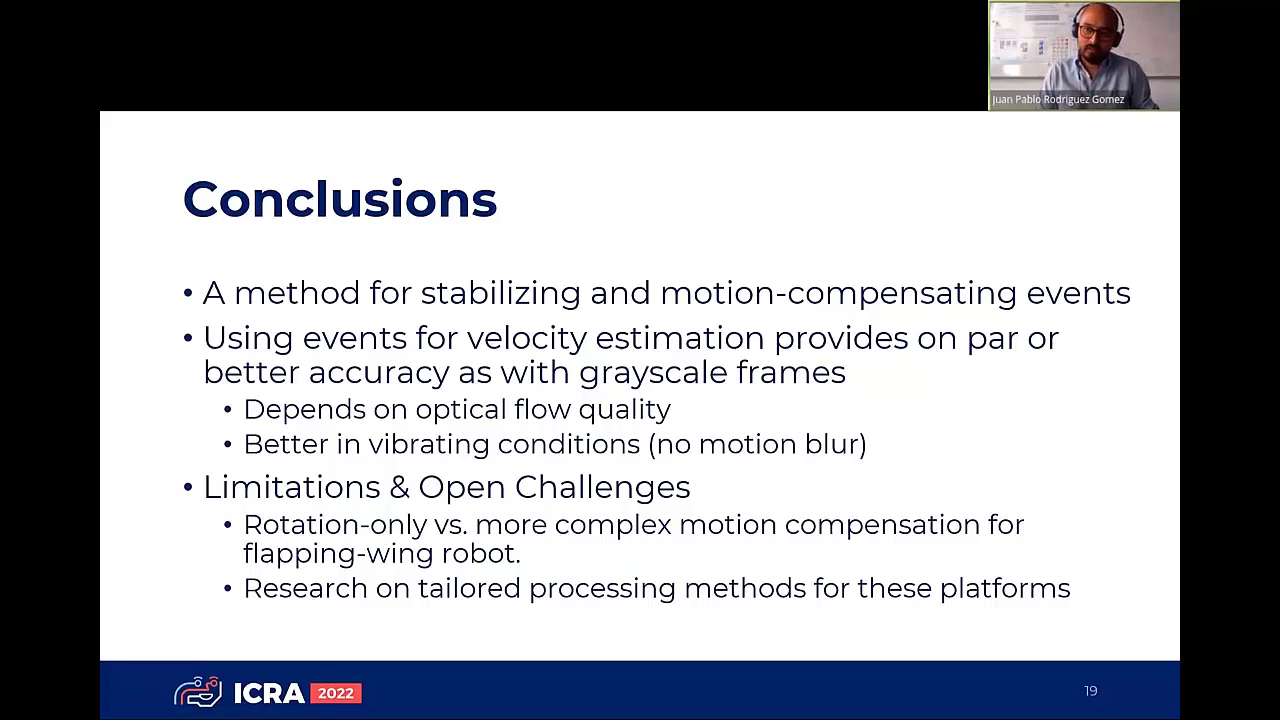 Juan Pablo Rodriguez Gomez
Conclusions
• A method for stabilizing and motion-compensating events
• Using events for velocity estimation provides on par or
better accuracy as with grayscale frames
• Depends on optical flow quality
• Better in vibrating conditions (no motion blur)
• Limitations & Open Challenges
• Rotation-only vs. more complex motion compensation for
flapping-wing robot.
• Research on tailored processing methods for these platforms
ICRA 2022
19